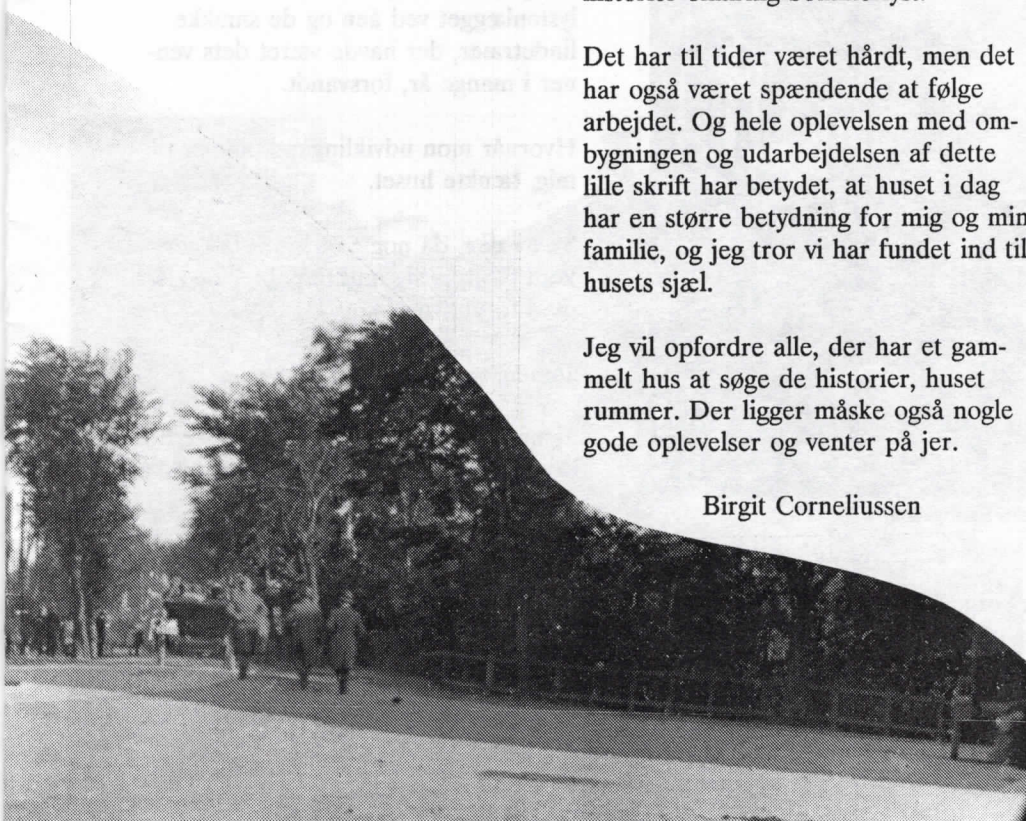 Det har til tider været hårdt, men det
har også været spændende at følge
arbejdet. Og hele oplevelsen med om-
bygningen og udarbejdelsen af dette
lille skrift har betydet, at huset i dag
har en større betydning for mig og min
familie, og jeg tror vi har fundet ind til
husets sjæl.
Jeg vil opfordre alle, der har et gam-
melt hus at søge de historier, huset
rummer. Der ligger måske også nogle
gode oplevelser og venter på jer.
Birgit Corneliussen